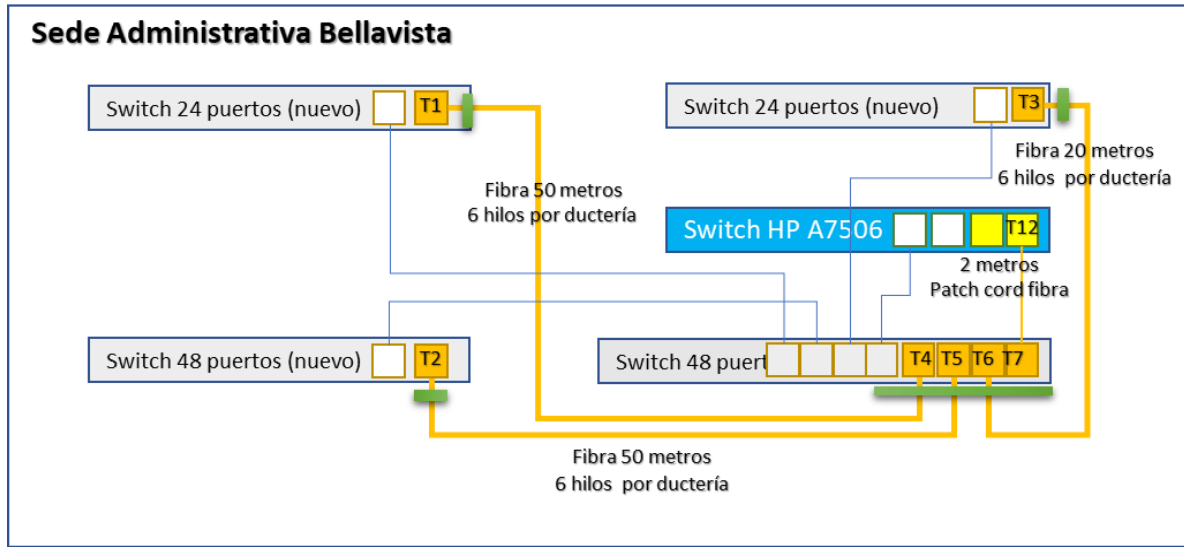 Sede Administrativa Bellavista
Switch 24 puertos (nuevo)
T1
Switch 24 puertos (nuevo)
T3
Fibra 20 metros
6 hilos por ductería
Fibra 50 metros
6 hilos por ductería
Switch HP A7506
T12
2 metros
Patch cord fibra
Switch 48 puertos (nuevo)
T2
Switch 48 puert
T4
T5
T6
T7
Fibra 50 metros
6 hilos por ductería